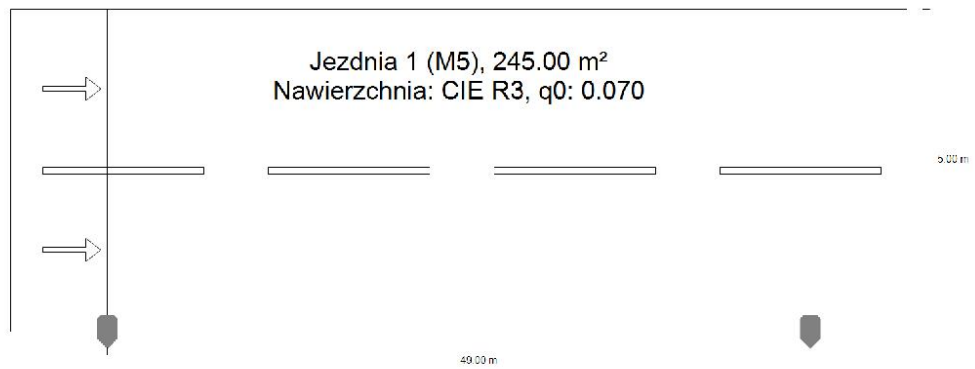 Jezdnia 1 (M5), 245.00 m²
Nawierzchnia: CIE R3, q0: 0.070
5.00 m
49.00 m